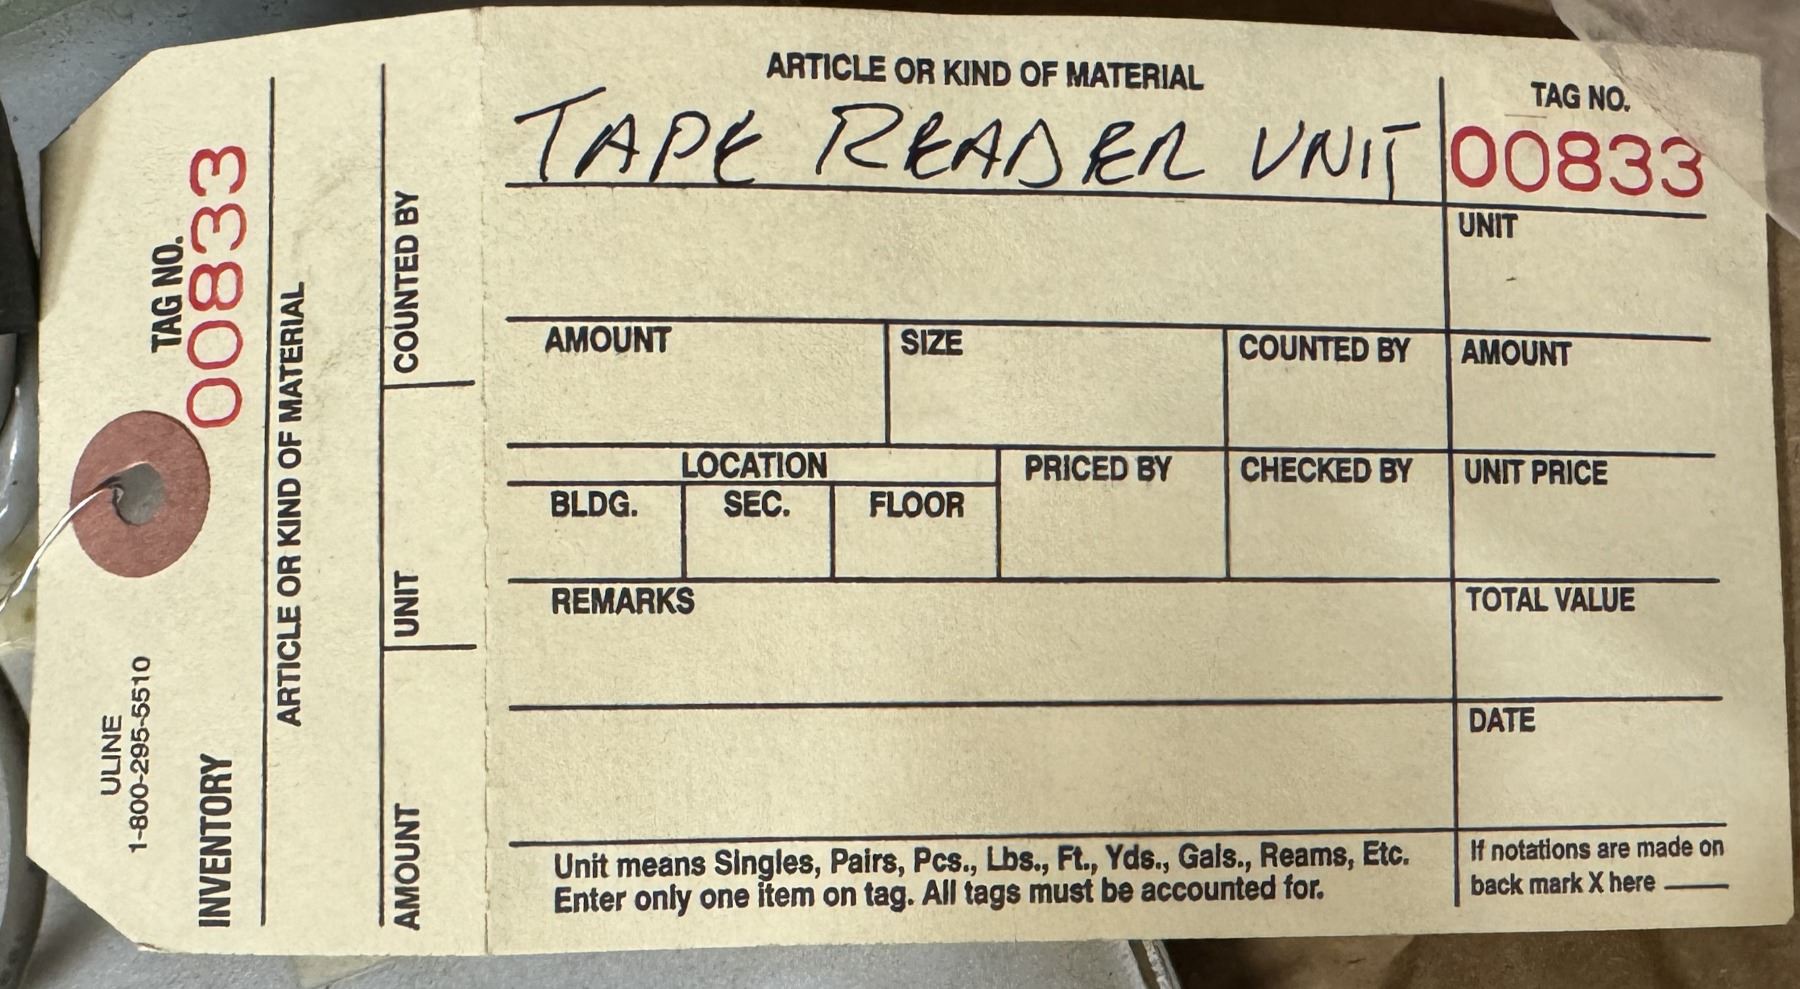 ARTICLE OR KIND OF MATERIAL
TAPE READER UNIT
TAG NO.
00833
UNIT
AMOUNT
SIZE
COUNTED BY
AMOUNT
LOCATION
BLDG.
SEC.
FLOOR
PRICED BY
CHECKED BY
UNIT PRICE
REMARKS
TOTAL VALUE
DATE
Unit means Singles, Pairs, Pcs., Lbs., Ft., Yds., Gals., Reams, Etc.
Enter only one item on tag. All tags must be accounted for.
If notations are made on
back mark X here
ULINE
1-800-295-5510
INVENTORY
TAG NO.
00833
ARTICLE OR KIND OF MATERIAL
AMOUNT
UNIT
COUNTED BY